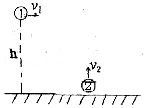 ① v₁
h
v₂
②